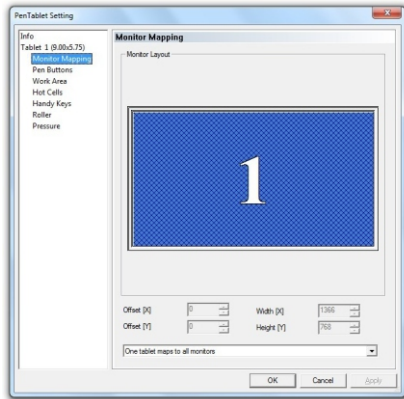 PenTablet Setting
Info
Tablet 1 (9.00x5.75)
Monitor Mapping
Pen Buttons
Work Area
Hot Cells
Handy Keys
Roller
Pressure
Monitor Mapping
Monitor Layout
1
Offset [X] 0 Width [X] 1366
Offset [Y] 0 Height [Y] 768
One tablet maps to all monitors
OK Cancel Apply